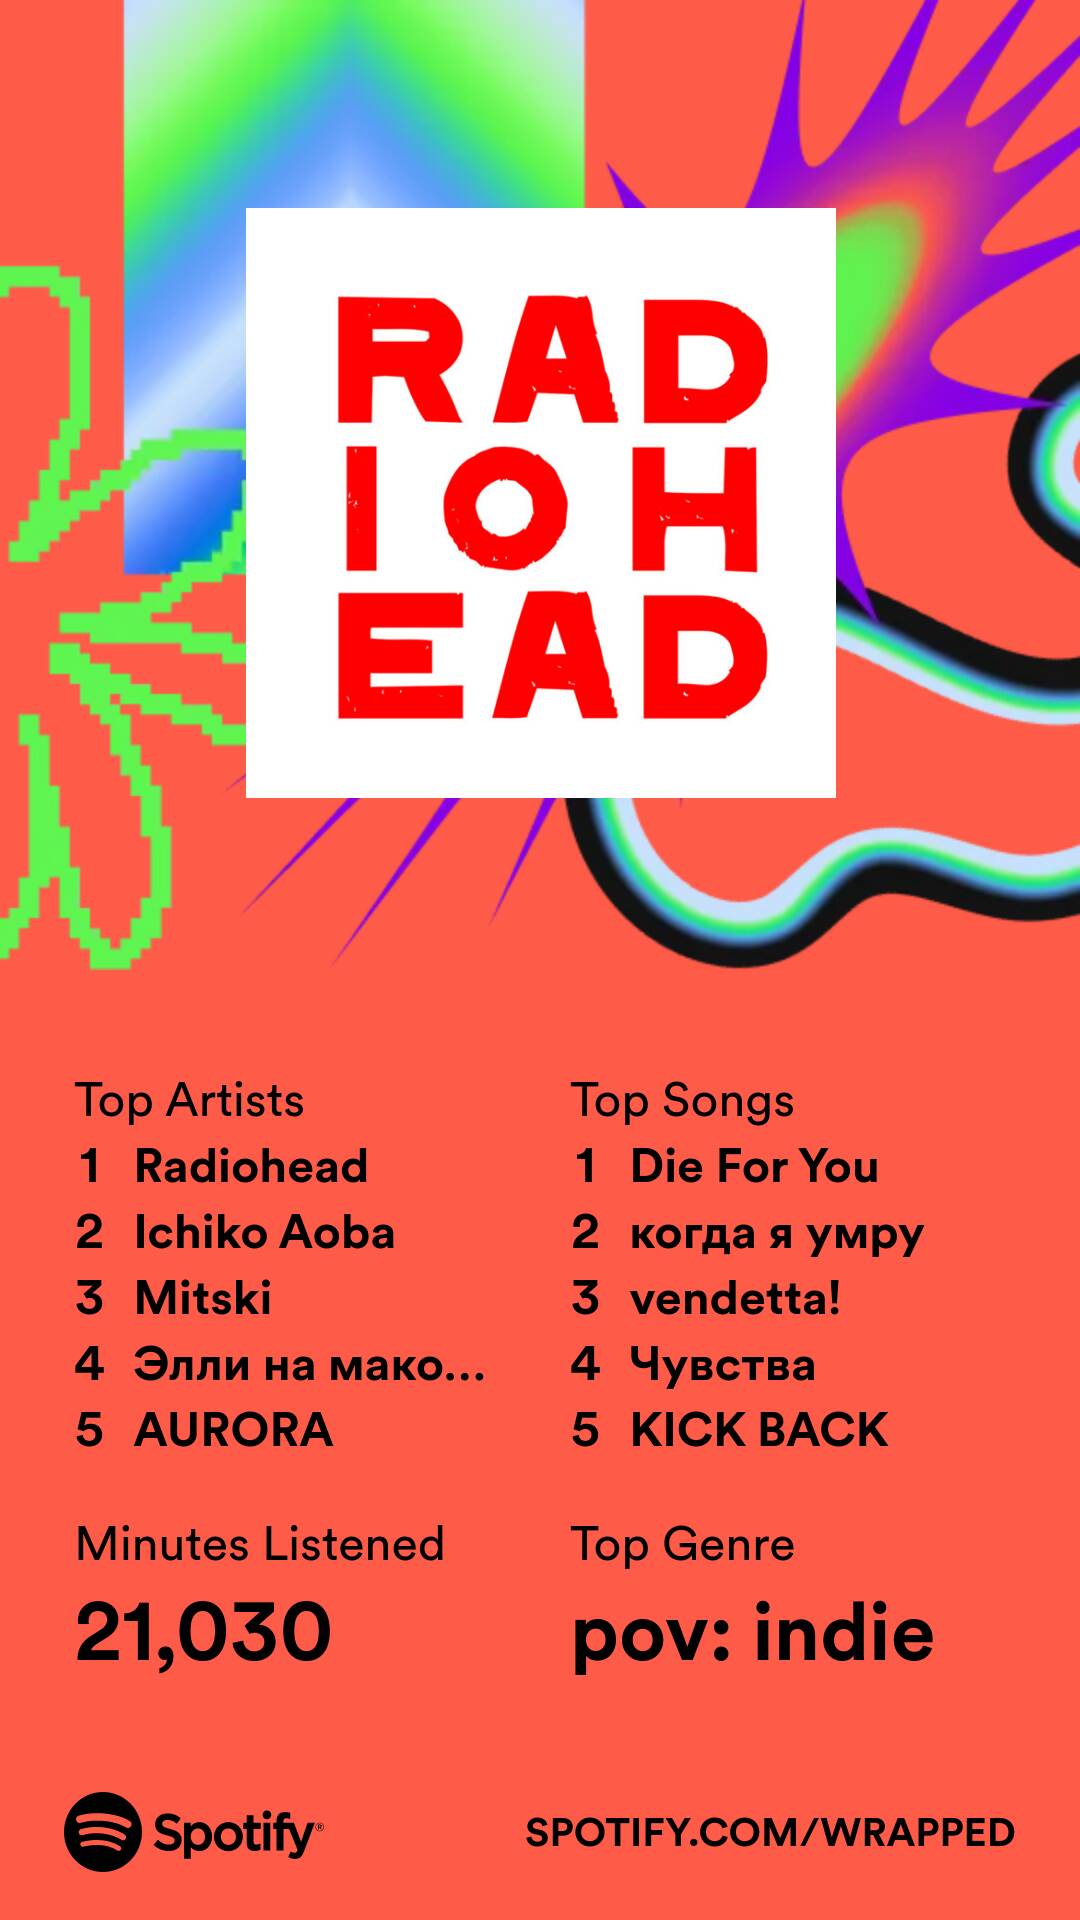 RAD
IOH
EAD
Top Artists
1 Radiohead
2 Ichiko Aoba
3 Mitski
4 Элли на мако...
5 AURORA
Top Songs
1 Die For You
2 когда я умру
3 vendetta!
4 Чувства
5 KICK BACK
Minutes Listened
21,030
Top Genre
pov: indie
Spotify®
SPOTIFY.COM/WRAPPED